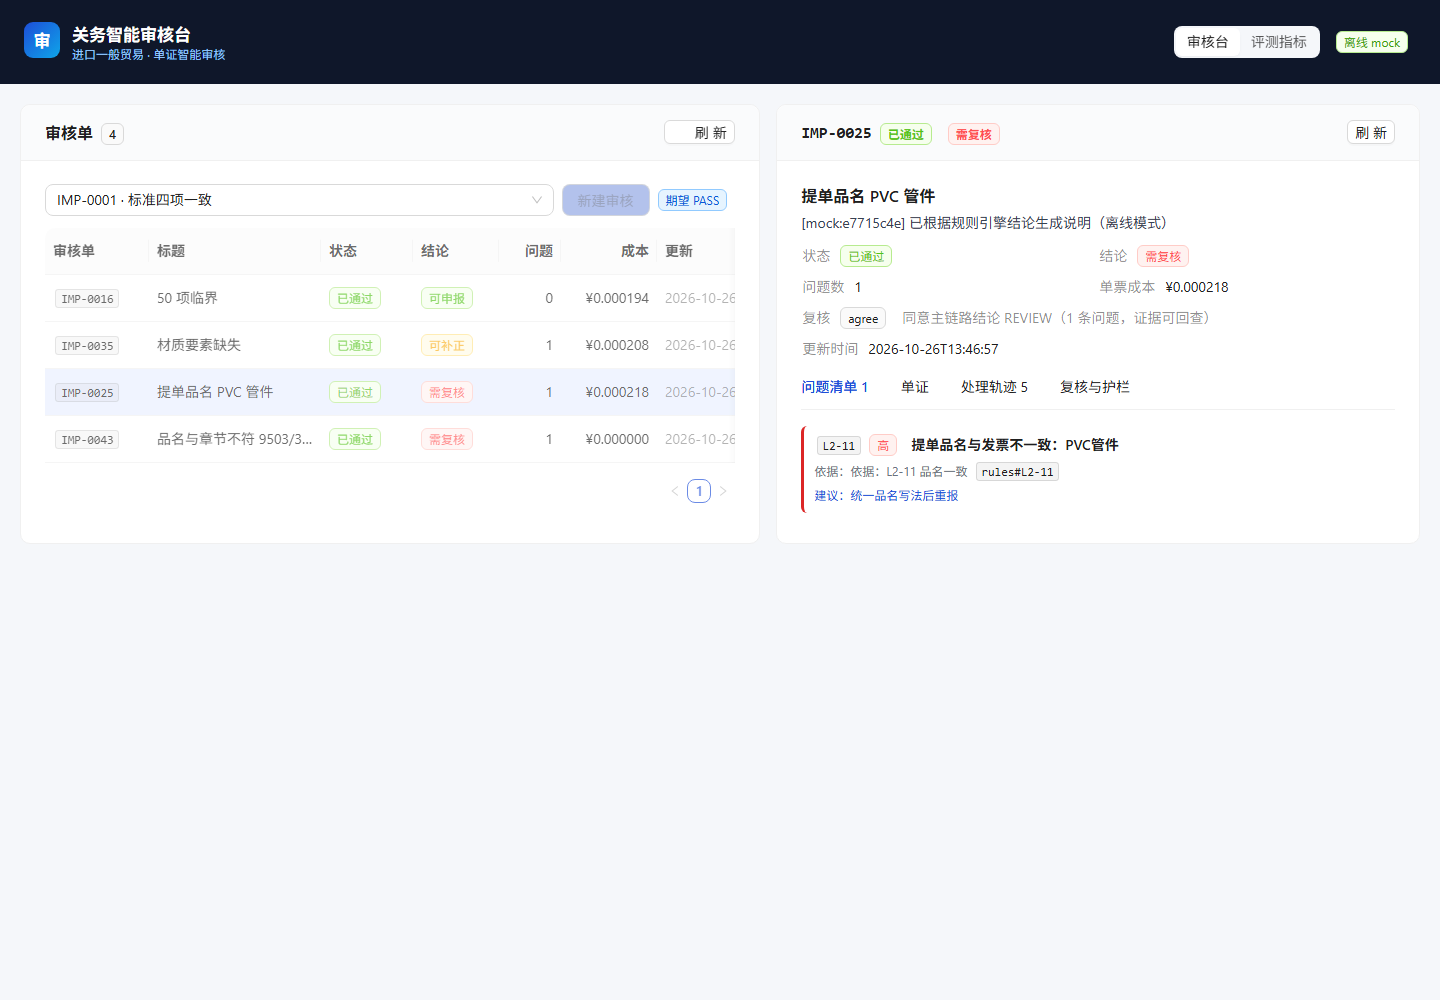 审
关务智能审核台
进口一般贸易 · 单证智能审核
审核台 评测指标 离线 mock
审核单 4 刷 新
IMP-0001 · 标准四项一致 新建审核 期望 PASS
审核单 标题 状态 结论 问题 成本 更新
IMP-0016 50 项临界 已通过 可申报 0 ¥0.000194 2026-10-26
IMP-0035 材质要素缺失 已通过 可补正 1 ¥0.000208 2026-10-26
IMP-0025 提单品名 PVC 管件 已通过 需复核 1 ¥0.000218 2026-10-26
IMP-0043 品名与章节不符 9503/3... 已通过 需复核 1 ¥0.000000 2026-10-26
1
IMP-0025 已通过 需复核 刷 新
提单品名 PVC 管件
[mock:e7715c4e] 已根据规则引擎结论生成说明（离线模式）
状态 已通过 结论 需复核
问题数 1 单票成本 ¥0.000218
复核 agree 同意主链路结论 REVIEW（1 条问题，证据可回查）
更新时间 2026-10-26T13:46:57
问题清单 1 单证 处理轨迹 5 复核与护栏
L2-11 高 提单品名与发票不一致：PVC管件
依据：依据：L2-11 品名一致 rules#L2-11
建议：统一品名写法后重报